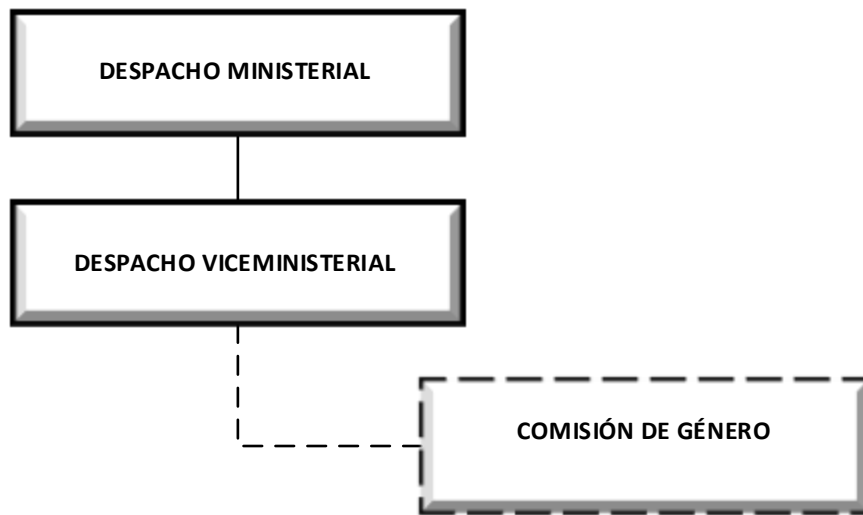 DESPACHO MINISTERIAL
DESPACHO VICEMINISTERIAL
COMISIÓN DE GÉNERO